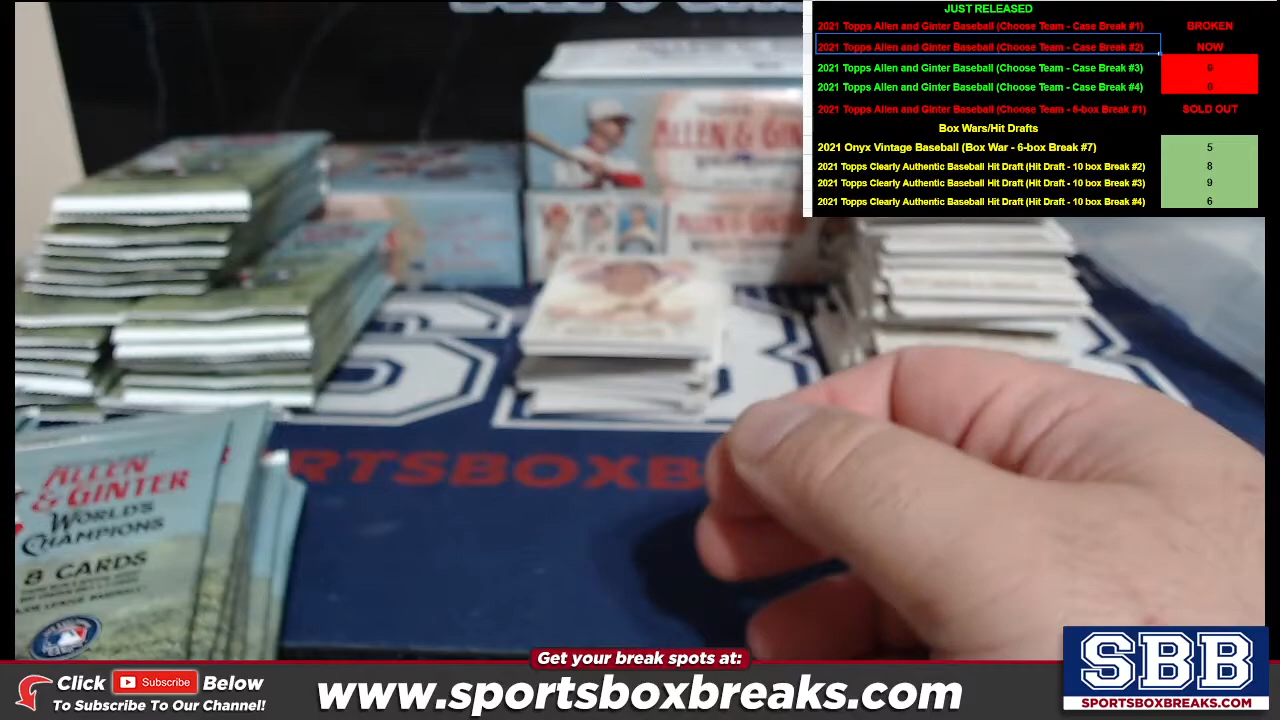 JUST RELEASED
2021 Topps Allen and Ginter Baseball (Choose Team - Case Break #1) BROKEN
2021 Topps Allen and Ginter Baseball (Choose Team - Case Break #2) NOW
2021 Topps Allen and Ginter Baseball (Choose Team - Case Break #3)
2021 Topps Allen and Ginter Baseball (Choose Team - Case Break #4)
2021 Topps Allen and Ginter Baseball (Choose Team - 6-box Break #1) SOLD OUT
Box Wars/Hit Drafts
2021 Onyx Vintage Baseball (Box War - 6-box Break #7) 5
2021 Topps Clearly Authentic Baseball Hit Draft (Hit Draft - 10 box Break #2) 8
2021 Topps Clearly Authentic Baseball Hit Draft (Hit Draft - 10 box Break #3) 9
2021 Topps Clearly Authentic Baseball Hit Draft (Hit Draft - 10 box Break #4) 6
ALLEN & GIN
RTSBOXB
ALLEN
& GINTER
WORLD'S
CHAMPIONS
8 CARDS
Get your break spots at:
Click Subscribe Below
To Subscribe To Our Channel!
www.sportsboxbreaks.com
SBB
SPORTSBOXBREAKS.COM